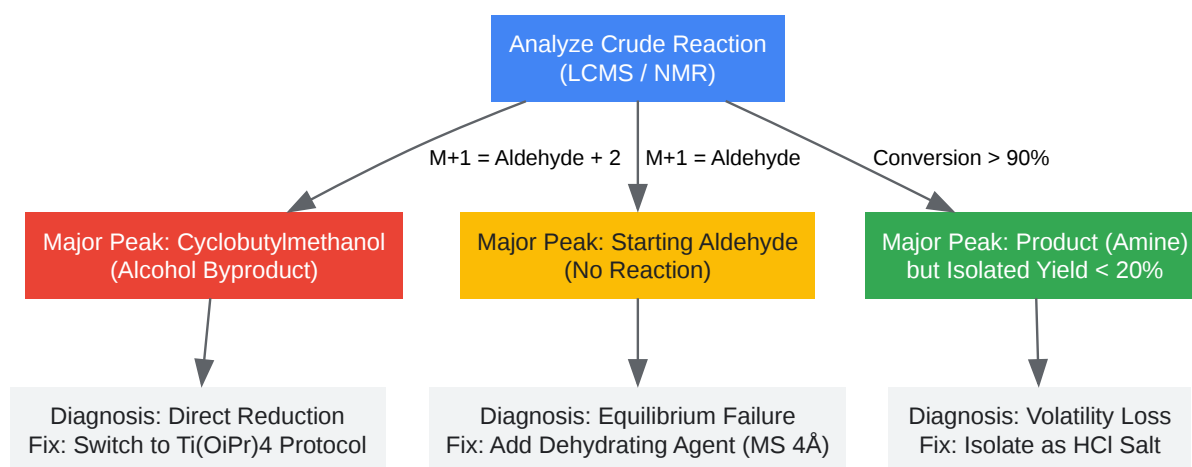 Analyze Crude Reaction
(LCMS / NMR)
M+1 = Aldehyde + 2
M+1 = Aldehyde
Conversion > 90%
Major Peak: Cyclobutylmethanol
(Alcohol Byproduct)
Major Peak: Starting Aldehyde
(No Reaction)
Major Peak: Product (Amine)
but Isolated Yield < 20%
Diagnosis: Direct Reduction
Fix: Switch to Ti(OiPr)4 Protocol
Diagnosis: Equilibrium Failure
Fix: Add Dehydrating Agent (MS 4Å)
Diagnosis: Volatility Loss
Fix: Isolate as HCl Salt